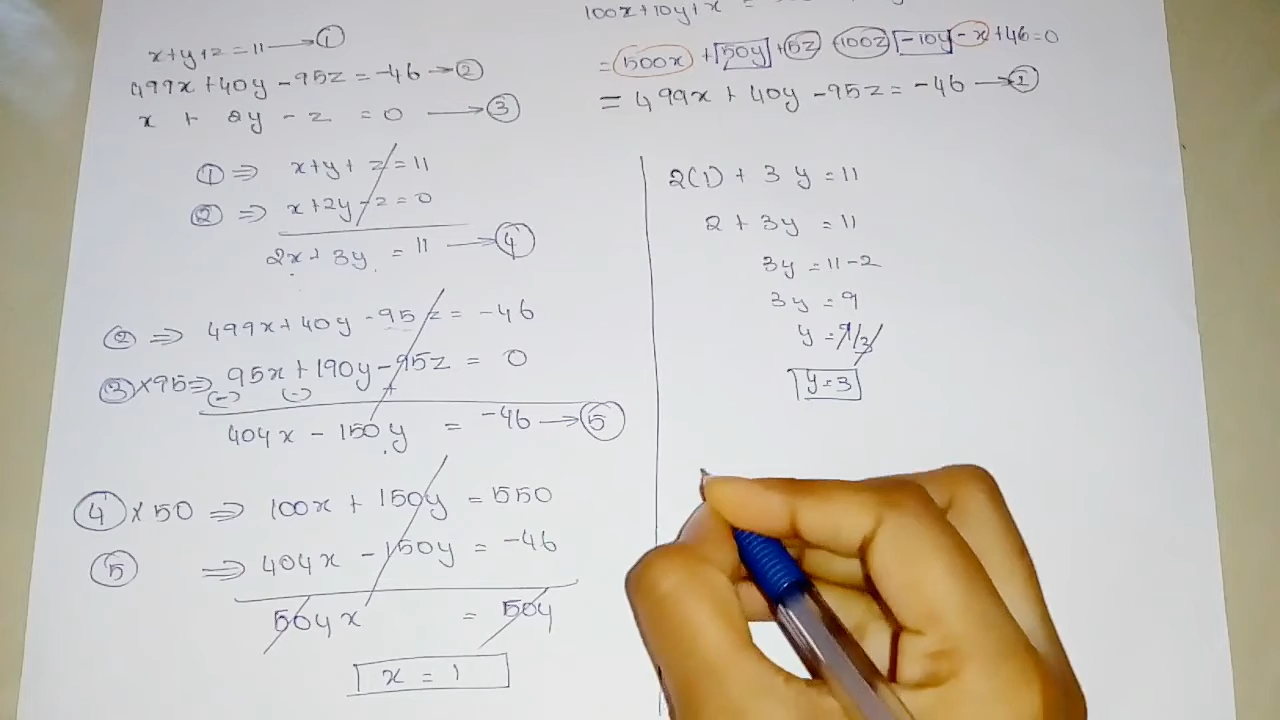 x+y+z=11 → ①
499x+40y-95z=-46 → ②
x + 2y - z = 0 → ③
① ⇒ x+y+z=11
② ⇒ x+2y-z=0
2x+3y = 11 → ④
② ⇒ 499x+40y-95z=-46
③×95⇒ 95x+190y-95z = 0
(-) (-) +
404x - 150y = -46 → ⑤
④×50 ⇒ 100x + 150y = 550
⑤ ⇒ 404x - 150y = -46
504x = 504
x = 1
100x+10y+x =
= 500x +50y +5z 100z -10y -x +46=0
= 499x + 40y -95z = -46 → ①
2(1) + 3y = 11
2 + 3y = 11
3y = 11-2
3y = 9
y = 9/3
y=3